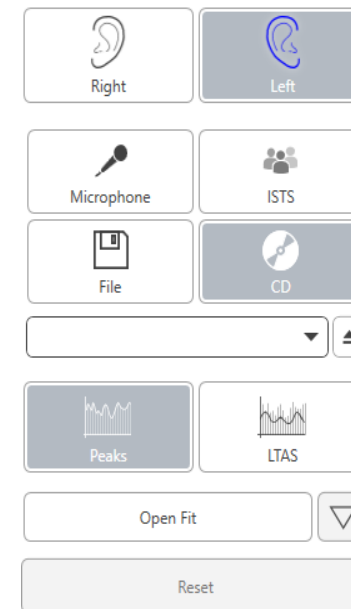 Right Left
Microphone ISTS
File CD
Peaks LTAS
Open Fit
Reset